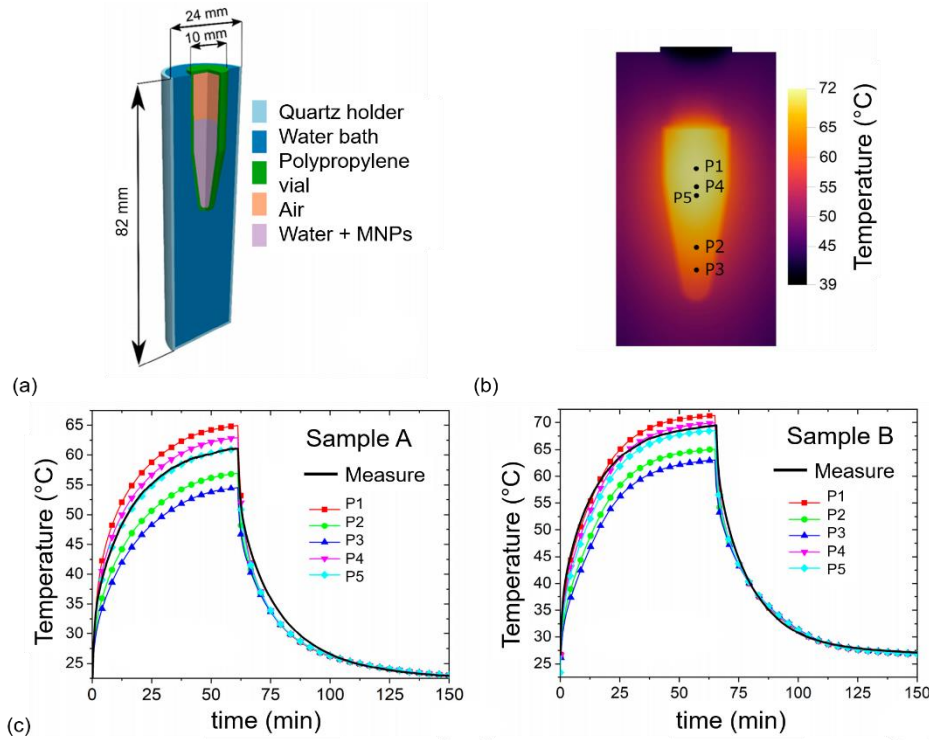 24 mm
10 mm
82 mm
Quartz holder
Water bath
Polypropylene
vial
Air
Water + MNPs
(a)
P1
P4
P5
P2
P3
72
65
60
55
45
39
Temperature (°C)
(b)
65
60
55
50
45
40
35
30
25
Temperature (°C)
Sample A
Measure
P1
P2
P3
P4
P5
0
25
50
75
100
125
150
time (min)
70
65
60
55
50
45
40
35
30
25
Temperature (°C)
Sample B
Measure
P1
P2
P3
P4
P5
0
25
50
75
100
125
150
time (min)
(c)